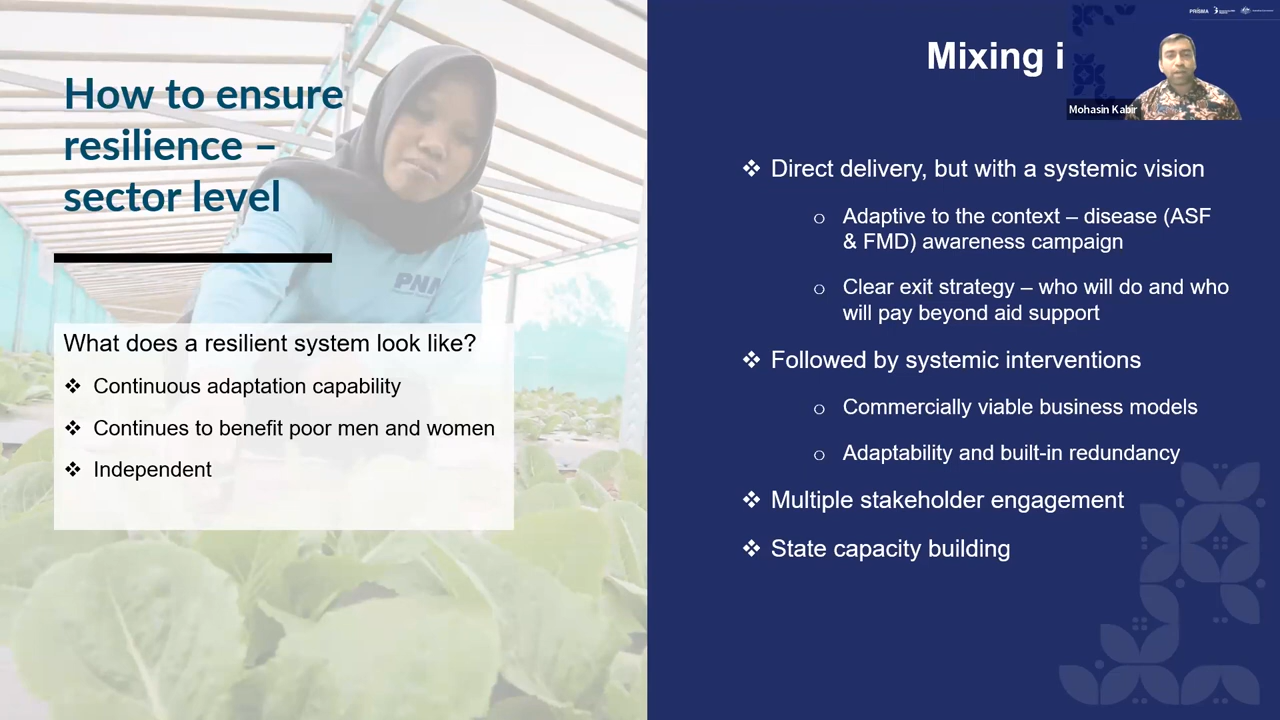 How to ensure
resilience –
sector level
What does a resilient system look like?
❖ Continuous adaptation capability
❖ Continues to benefit poor men and women
❖ Independent
Mixing i
PRISMA
Mohasin Kabir
❖ Direct delivery, but with a systemic vision
o Adaptive to the context – disease (ASF
& FMD) awareness campaign
o Clear exit strategy – who will do and who
will pay beyond aid support
❖ Followed by systemic interventions
o Commercially viable business models
o Adaptability and built-in redundancy
❖ Multiple stakeholder engagement
❖ State capacity building